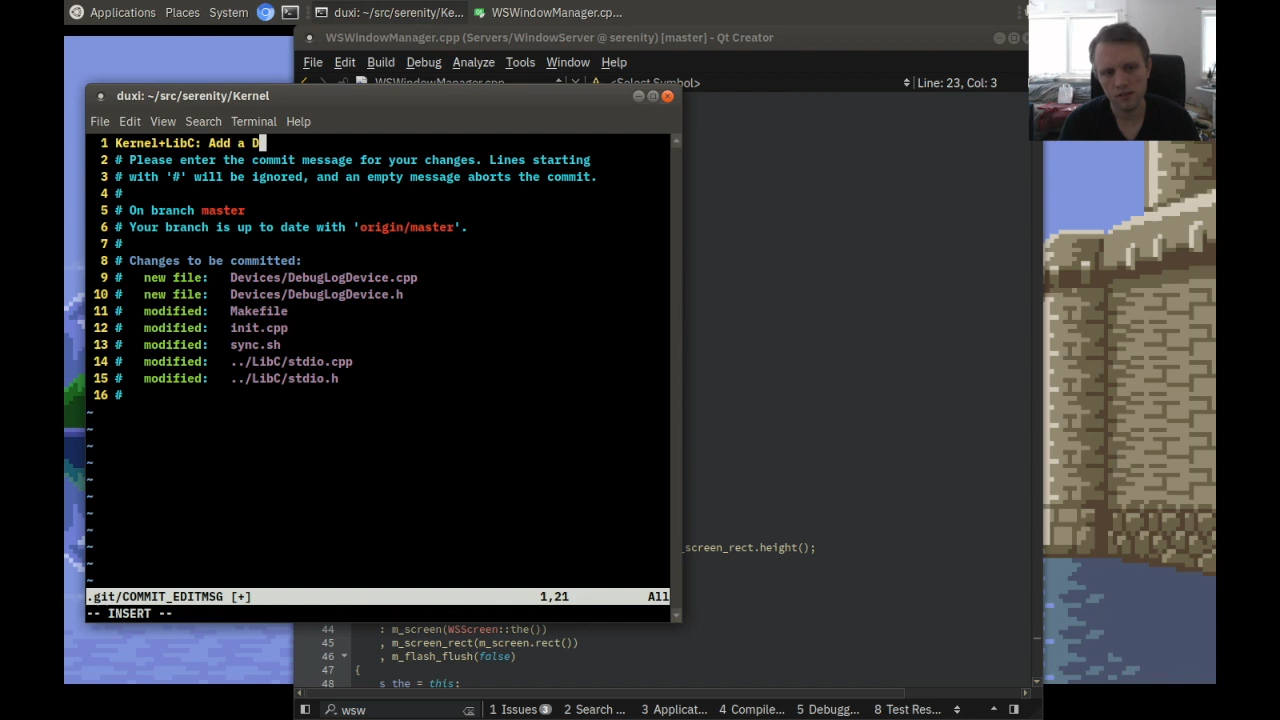 Applications Places System duxi: ~/src/serenity/Ke... WSWindowManager.cp...
WSWindowManager.cpp (Servers/WindowServer @ serenity) [master] - Qt Creator
File Edit Build Debug Analyze Tools Window Help
WSWindowManager.cpp <Select Symbol> Line: 23, Col: 3
duxi: ~/src/serenity/Kernel
File Edit View Search Terminal Help
1 Kernel+LibC: Add a D
2 # Please enter the commit message for your changes. Lines starting
3 # with '#' will be ignored, and an empty message aborts the commit.
4 #
5 # On branch master
6 # Your branch is up to date with 'origin/master'.
7 #
8 # Changes to be committed:
9 # new file: Devices/DebugLogDevice.cpp
10 # new file: Devices/DebugLogDevice.h
11 # modified: Makefile
12 # modified: init.cpp
13 # modified: sync.sh
14 # modified: ../LibC/stdio.cpp
15 # modified: ../LibC/stdio.h
16 #
~
~
~
~
~
~
~
~
~
~
~
_screen_rect.height();
.git/COMMIT_EDITMSG [+] 1,21 All
-- INSERT --
44 : m_screen(WSScreen::the())
45 , m_screen_rect(m_screen.rect())
46 , m_flash_flush(false)
47 {
48 s the = this;
wsw 1 Issues 3 2 Search ... 3 Applicat... 4 Compile... 5 Debugg... 8 Test Res...